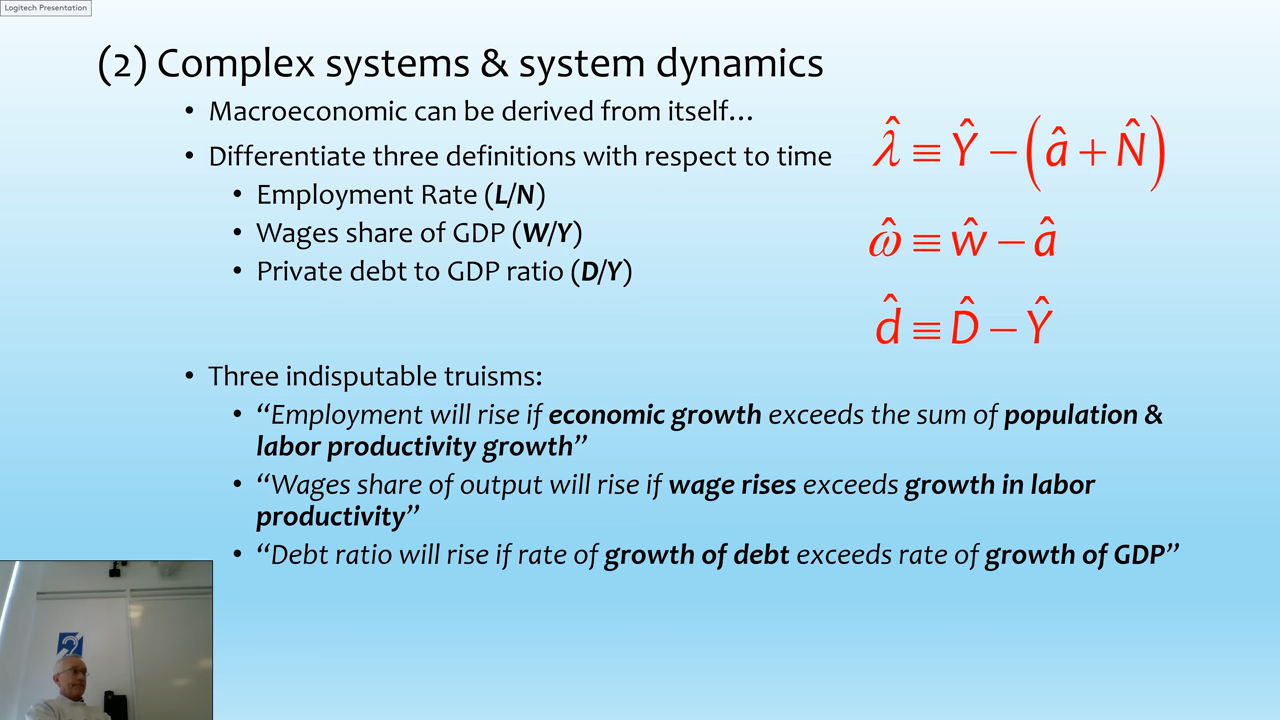 Logitech Presentation
(2) Complex systems & system dynamics
• Macroeconomic can be derived from itself…
• Differentiate three definitions with respect to time
• Employment Rate (L/N)
• Wages share of GDP (W/Y)
• Private debt to GDP ratio (D/Y)
λ̂ ≡ Ŷ − (â + N̂)
ω̂ ≡ ŵ − â
d̂ ≡ D̂ − Ŷ
• Three indisputable truisms:
• “Employment will rise if economic growth exceeds the sum of population &
labor productivity growth”
• “Wages share of output will rise if wage rises exceeds growth in labor
productivity”
• “Debt ratio will rise if rate of growth of debt exceeds rate of growth of GDP”